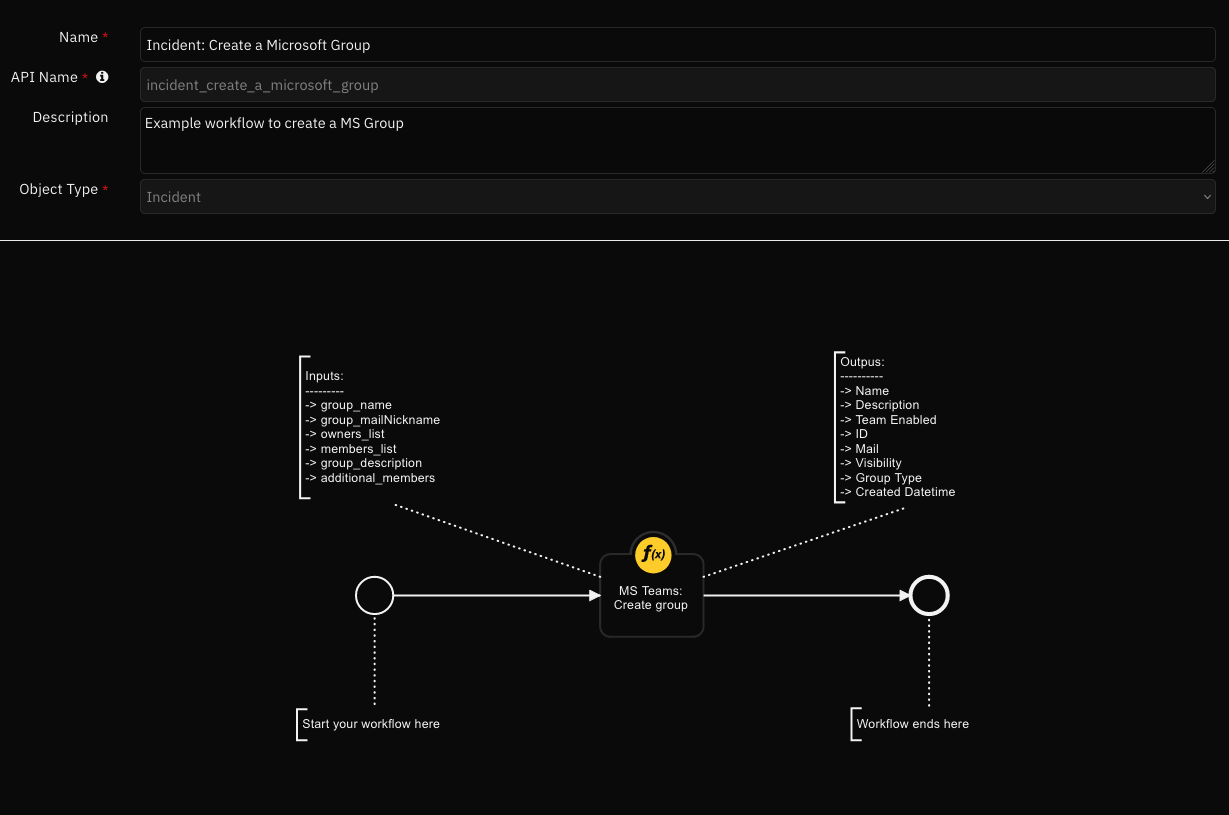 Name *
Incident: Create a Microsoft Group
API Name *
incident_create_a_microsoft_group
Description
Example workflow to create a MS Group
Object Type *
Incident
Inputs:
---------
-> group_name
-> group_mailNickname
-> owners_list
-> members_list
-> group_description
-> additional_members
Outpus:
----------
-> Name
-> Description
-> Team Enabled
-> ID
-> Mail
-> Visibility
-> Group Type
-> Created Datetime
f(x)
MS Teams:
Create group
Start your workflow here
Workflow ends here